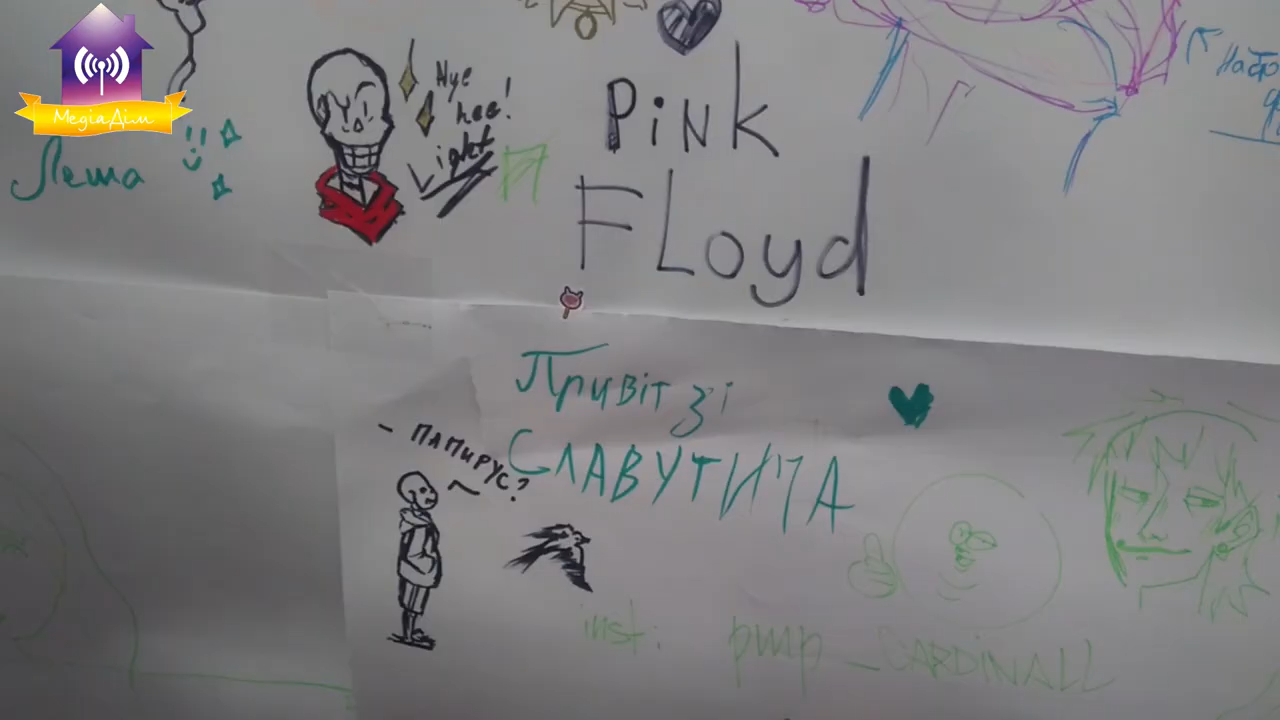 МедіаДім
Леша
Nye
hee!
PiNk
FLoyd
Привіт зі
СЛАВУТИЧА
- ПАПИРУС?
inst: pmp_CARDiNALL